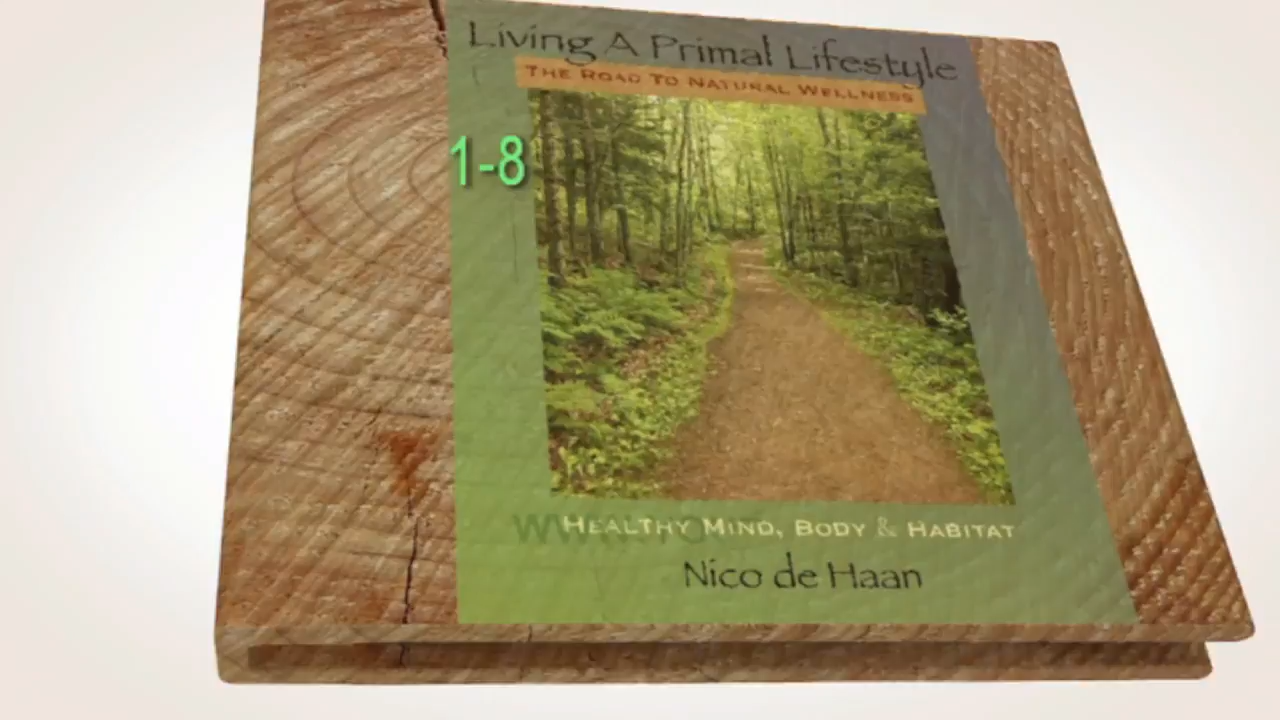 Living A Primal Lifestyle
The Road To Natural Wellness
1-8
Healthy Mind, Body & Habitat
Nico de Haan